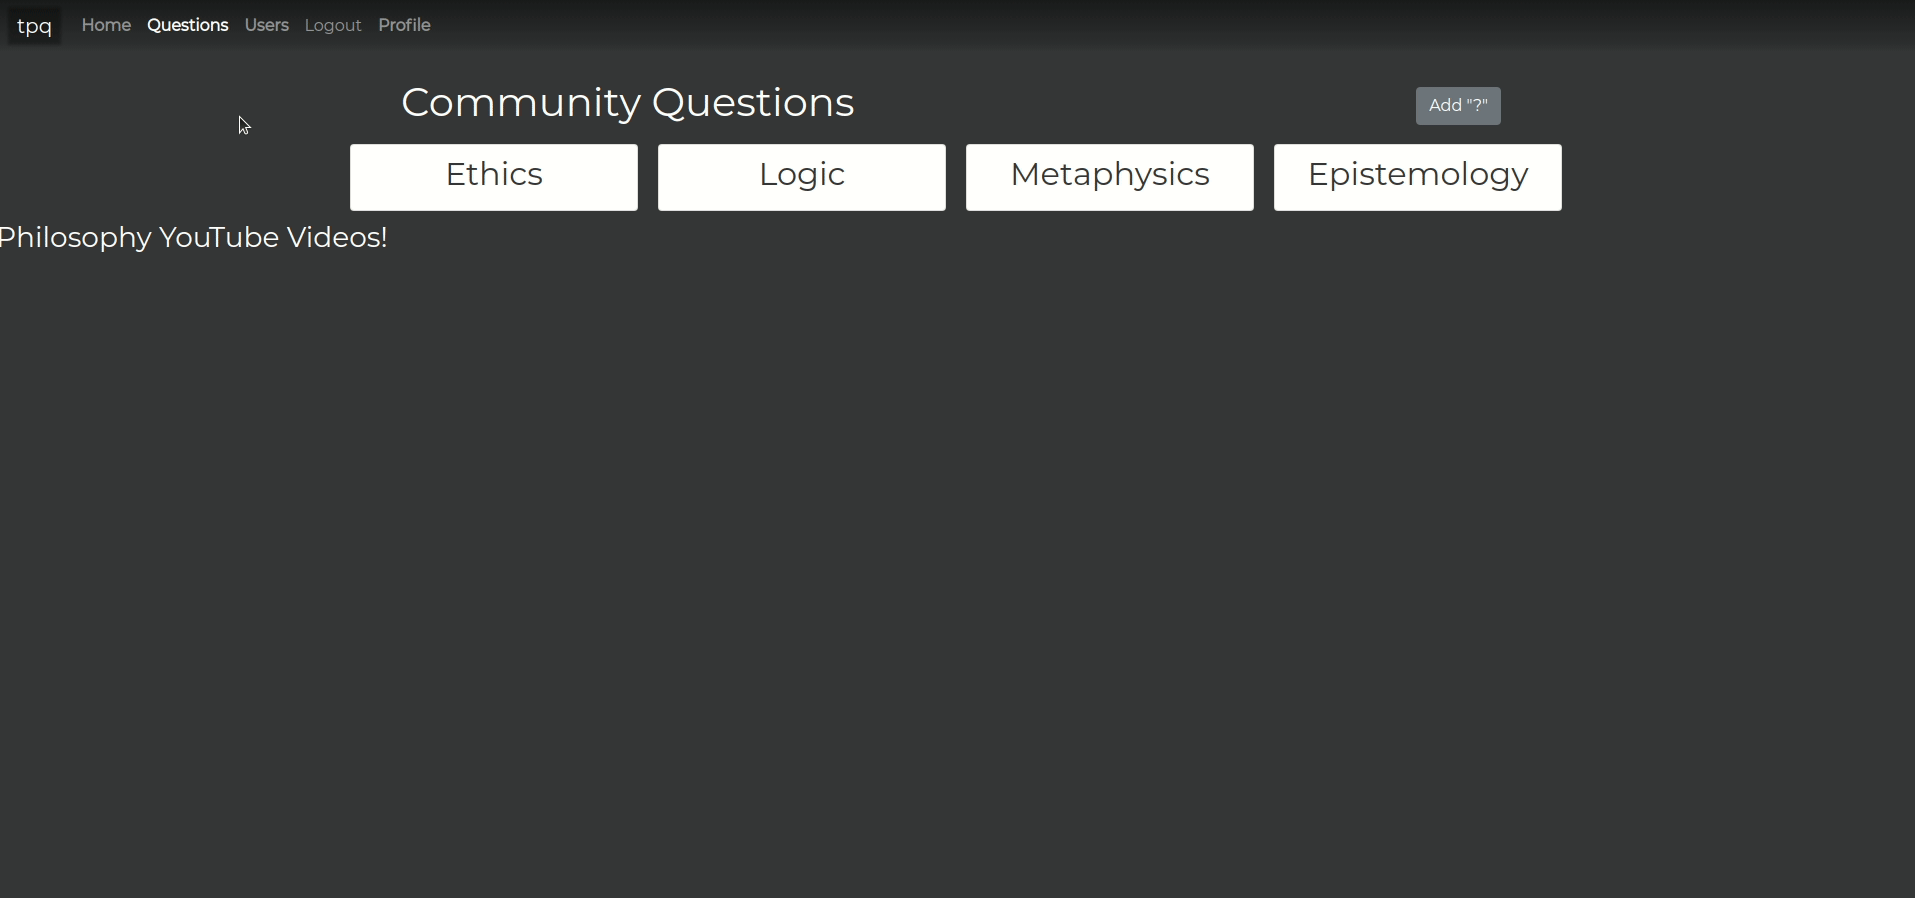 tpq Home Questions Users Logout Profile
Community Questions Add "?"
Ethics Logic Metaphysics Epistemology
Philosophy YouTube Videos!